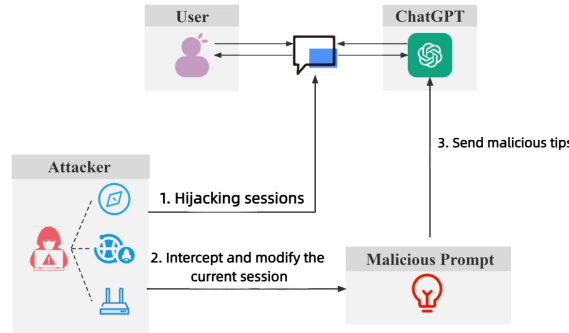 User
ChatGPT
3. Send malicious tips
Attacker
1. Hijacking sessions
2. Intercept and modify the
current session
Malicious Prompt